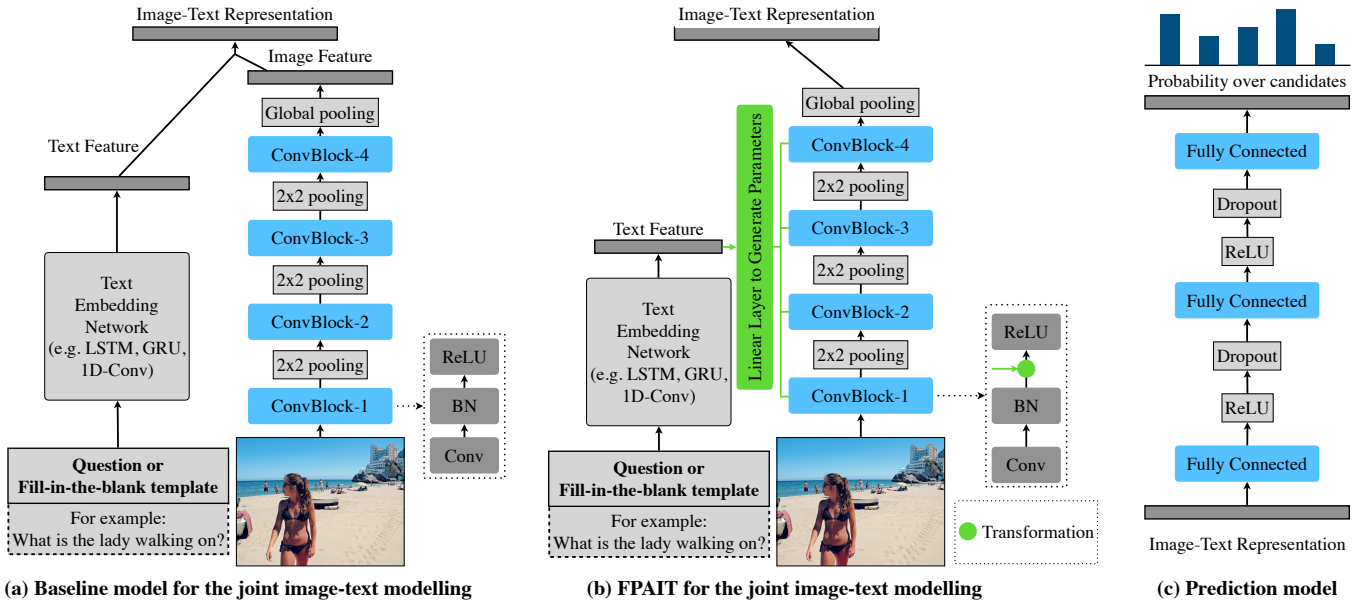 Image-Text Representation
Image Feature
Global pooling
ConvBlock-4
Text Feature
2x2 pooling
ConvBlock-3
2x2 pooling
Text
Embedding
Network
(e.g. LSTM, GRU,
1D-Conv)
ConvBlock-2
2x2 pooling
ConvBlock-1
ReLU
BN
Conv
Question or
Fill-in-the-blank template
For example:
What is the lady walking on?
(a) Baseline model for the joint image-text modelling
Image-Text Representation
Global pooling
ConvBlock-4
2x2 pooling
ConvBlock-3
Text Feature
Linear Layer to Generate Parameters
2x2 pooling
Text
Embedding
Network
(e.g. LSTM, GRU,
1D-Conv)
ConvBlock-2
2x2 pooling
ConvBlock-1
ReLU
BN
Conv
Question or
Fill-in-the-blank template
For example:
What is the lady walking on?
Transformation
(b) FPAIT for the joint image-text modelling
Probability over candidates
Fully Connected
Dropout
ReLU
Fully Connected
Dropout
ReLU
Fully Connected
Image-Text Representation
(c) Prediction model